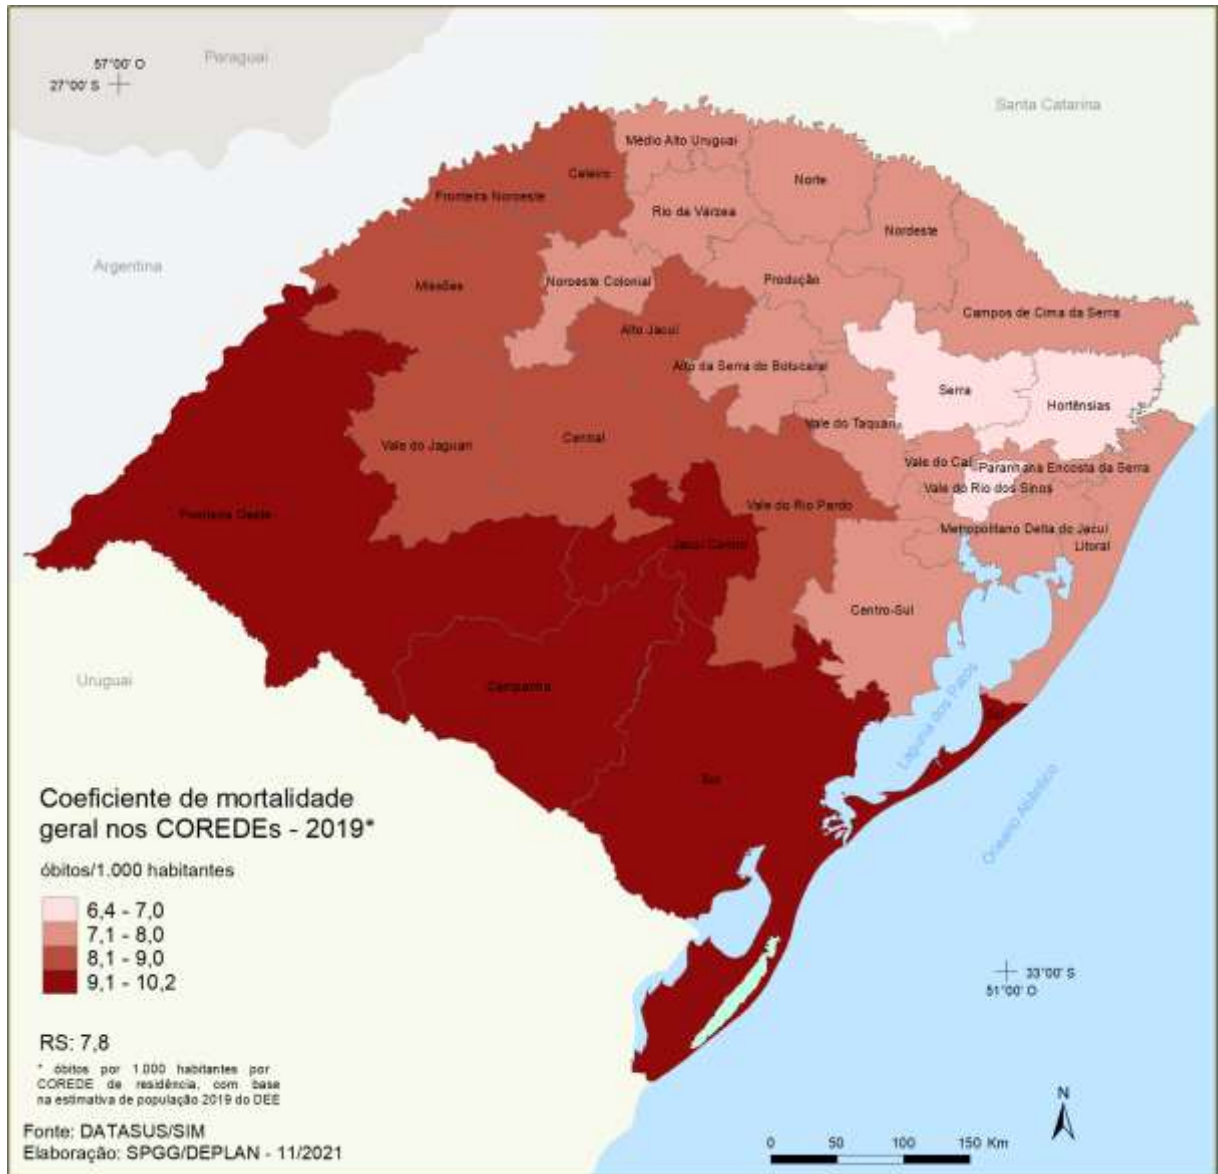 57°00' O
Paraguai
27°00' S
Santa Catarina
Médio Alto Uruguai
Celeiro
Norte
Fronteira Noroeste
Rio da Várzea
Nordeste
Argentina
Noroeste Colonial
Produção
Missões
Campos de Cima da Serra
Alto Jacuí
Alto da Serra do Botucaraí
Serra
Hortênsias
Vale do Taquari
Central
Vale do Jaguari
Vale do Caí
Paranhana Encosta da Serra
Vale do Rio dos Sinos
Vale do Rio Pardo
Fronteira Oeste
Metropolitano Delta do Jacuí
Jacuí Centro
Litoral
Centro-Sul
Uruguai
Campanha
Laguna dos Patos
Sul
Sul
Oceano Atlântico
Coeficiente de mortalidade
geral nos COREDEs - 2019*
óbitos/1.000 habitantes
6,4 - 7,0
7,1 - 8,0
8,1 - 9,0
9,1 - 10,2
33°00' S
51°00' O
RS: 7,8
* óbitos por 1.000 habitantes por
COREDE de residência, com base
na estimativa de população 2019 do DEE
Fonte: DATASUS/SIM
Elaboração: SPGG/DEPLAN - 11/2021
N
0 50 100 150 Km